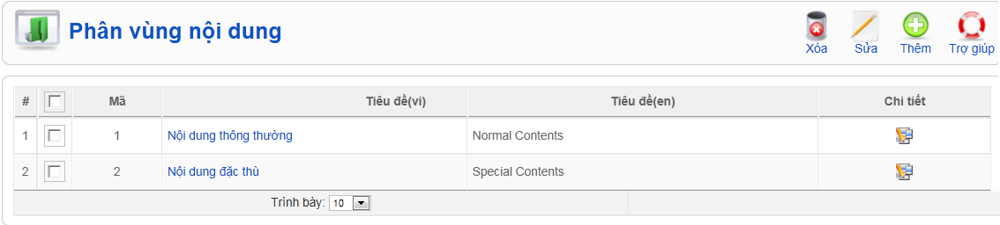 Phân vùng nội dung
Xóa Sửa Thêm Trợ giúp
# Mã Tiêu đề(vi) Tiêu đề(en) Chi tiết
1 1 Nội dung thông thường Normal Contents
2 2 Nội dung đặc thù Special Contents
Trình bày: 10